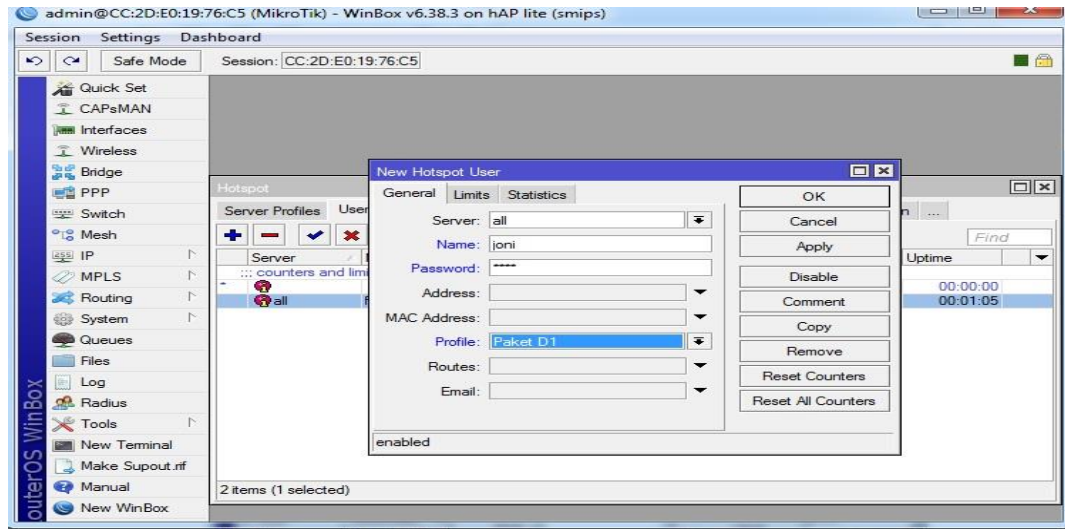 admin@CC:2D:E0:19:76:C5 (MikroTik) - WinBox v6.38.3 on hAP lite (smips)
Session Settings Dashboard
Safe Mode Session: CC:2D:E0:19:76:C5
Quick Set
CAPsMAN
Interfaces
Wireless
Bridge
PPP
Switch
Mesh
IP
MPLS
Routing
System
Queues
Files
Log
Radius
Tools
New Terminal
Make Supout.rif
Manual
New WinBox
outerOS WinBox
Hotspot
Server Profiles User
n ...
Find
Server
Uptime
::: counters and limi
00:00:00
all f 00:01:05
2 items (1 selected)
New Hotspot User
General Limits Statistics
Server: all
Name: joni
Password: ****
Address:
MAC Address:
Profile: Paket D1
Routes:
Email:
OK
Cancel
Apply
Disable
Comment
Copy
Remove
Reset Counters
Reset All Counters
enabled